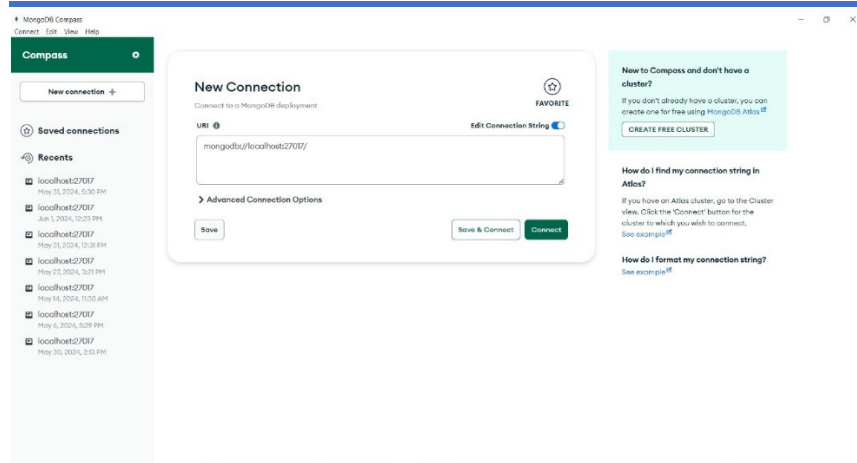 MongoDB Compass
Connect Edit View Help
Compass
New connection +
Saved connections
Recents
localhost:27017
May 31, 2024, 5:30 PM
localhost:27017
Jun 1, 2024, 12:23 PM
localhost:27017
May 31, 2024, 12:31 PM
localhost:27017
May 27, 2024, 3:21 PM
localhost:27017
May 14, 2024, 11:30 AM
localhost:27017
May 6, 2024, 5:29 PM
localhost:27017
May 30, 2024, 2:13 PM
New Connection
Connect to a MongoDB deployment
FAVORITE
URI
Edit Connection String
mongodb://localhost:27017/
Advanced Connection Options
Save
Save & Connect
Connect
New to Compass and don't have a
cluster?
If you don't already have a cluster, you can
create one for free using MongoDB Atlas
CREATE FREE CLUSTER
How do I find my connection string in
Atlas?
If you have an Atlas cluster, go to the Cluster
view. Click the 'Connect' button for the
cluster to which you wish to connect.
See example
How do I format my connection string?
See example